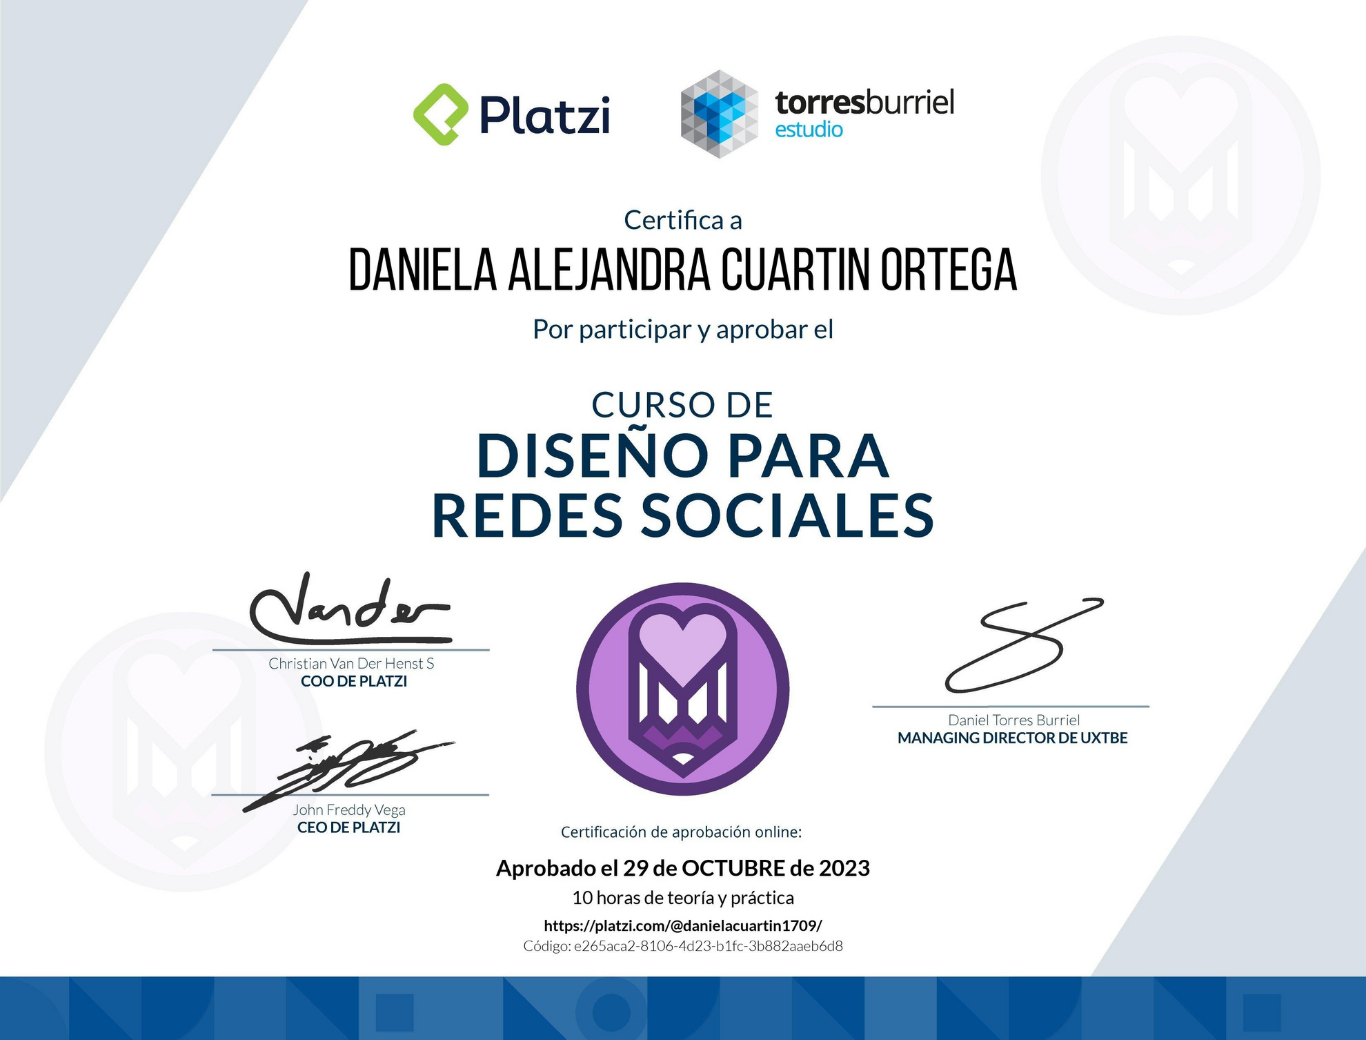 Platzi
torresburriel
estudio
Certifica a
DANIELA ALEJANDRA CUARTIN ORTEGA
Por participar y aprobar el
CURSO DE
DISEÑO PARA
REDES SOCIALES
Vander
Christian Van Der Henst S
COO DE PLATZI
John Freddy Vega
CEO DE PLATZI
Daniel Torres Burriel
MANAGING DIRECTOR DE UXTBE
Certificación de aprobación online:
Aprobado el 29 de OCTUBRE de 2023
10 horas de teoría y práctica
https://platzi.com/@danielacuartin1709/
Código: e265aca2-8106-4d23-b1fc-3b882aaeb6d8